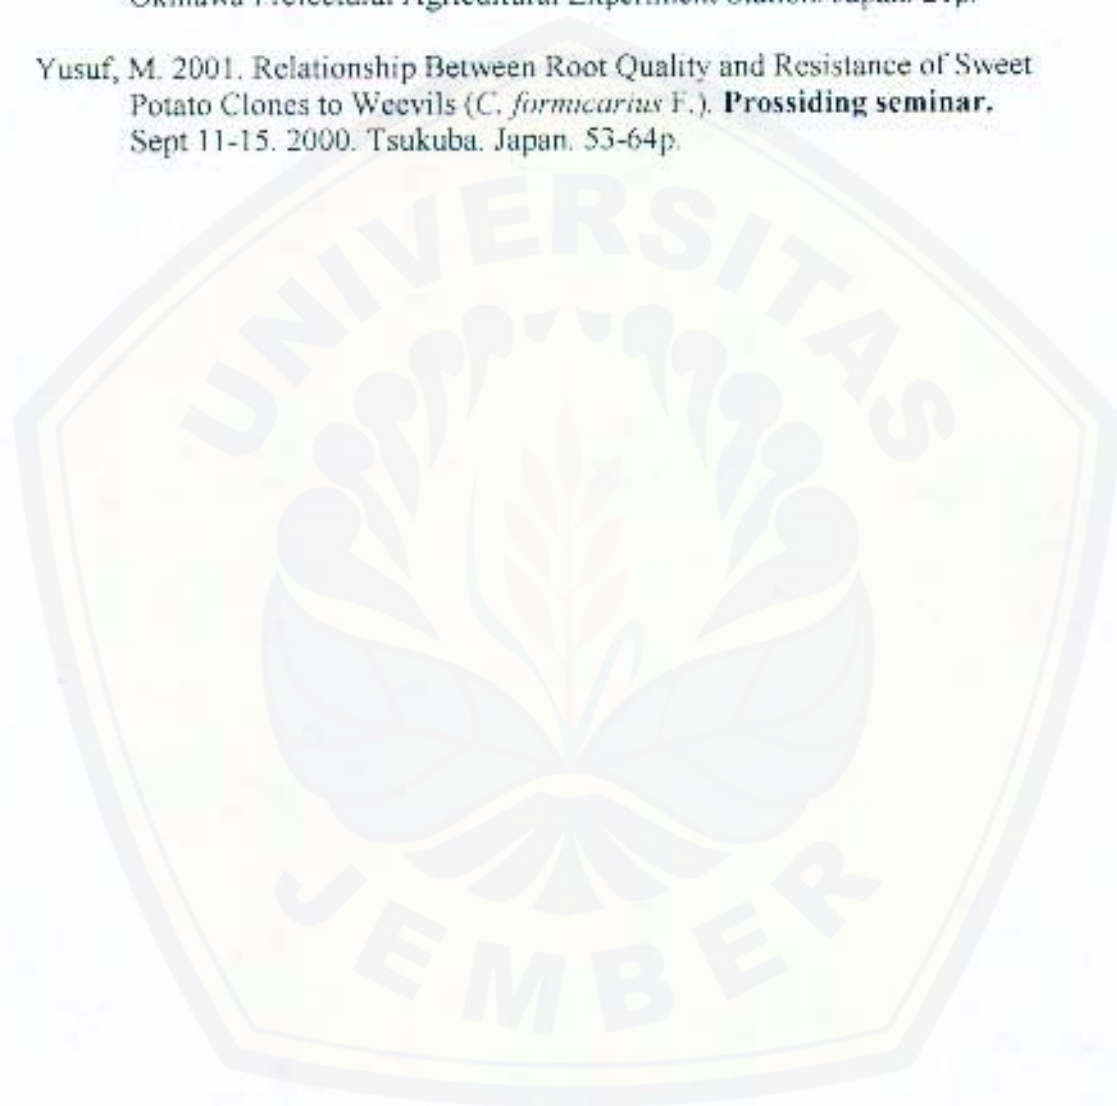 Okinawa Prefectural Agricultural Experiment Station. Japan. 21p.
Yusuf, M. 2001. Relationship Between Root Quality and Resistance of Sweet
Potato Clones to Weevils (C. formicarius F.). Prossiding seminar.
Sept 11-15. 2000. Tsukuba. Japan. 53-64p.
UNIVERSITAS
JEMBER